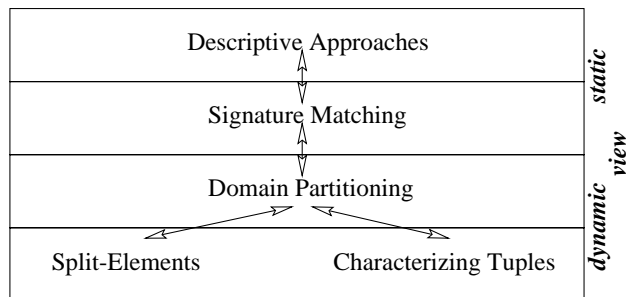 Descriptive Approaches
Signature Matching
Domain Partitioning
Split-Elements
Characterizing Tuples
static
view
dynamic